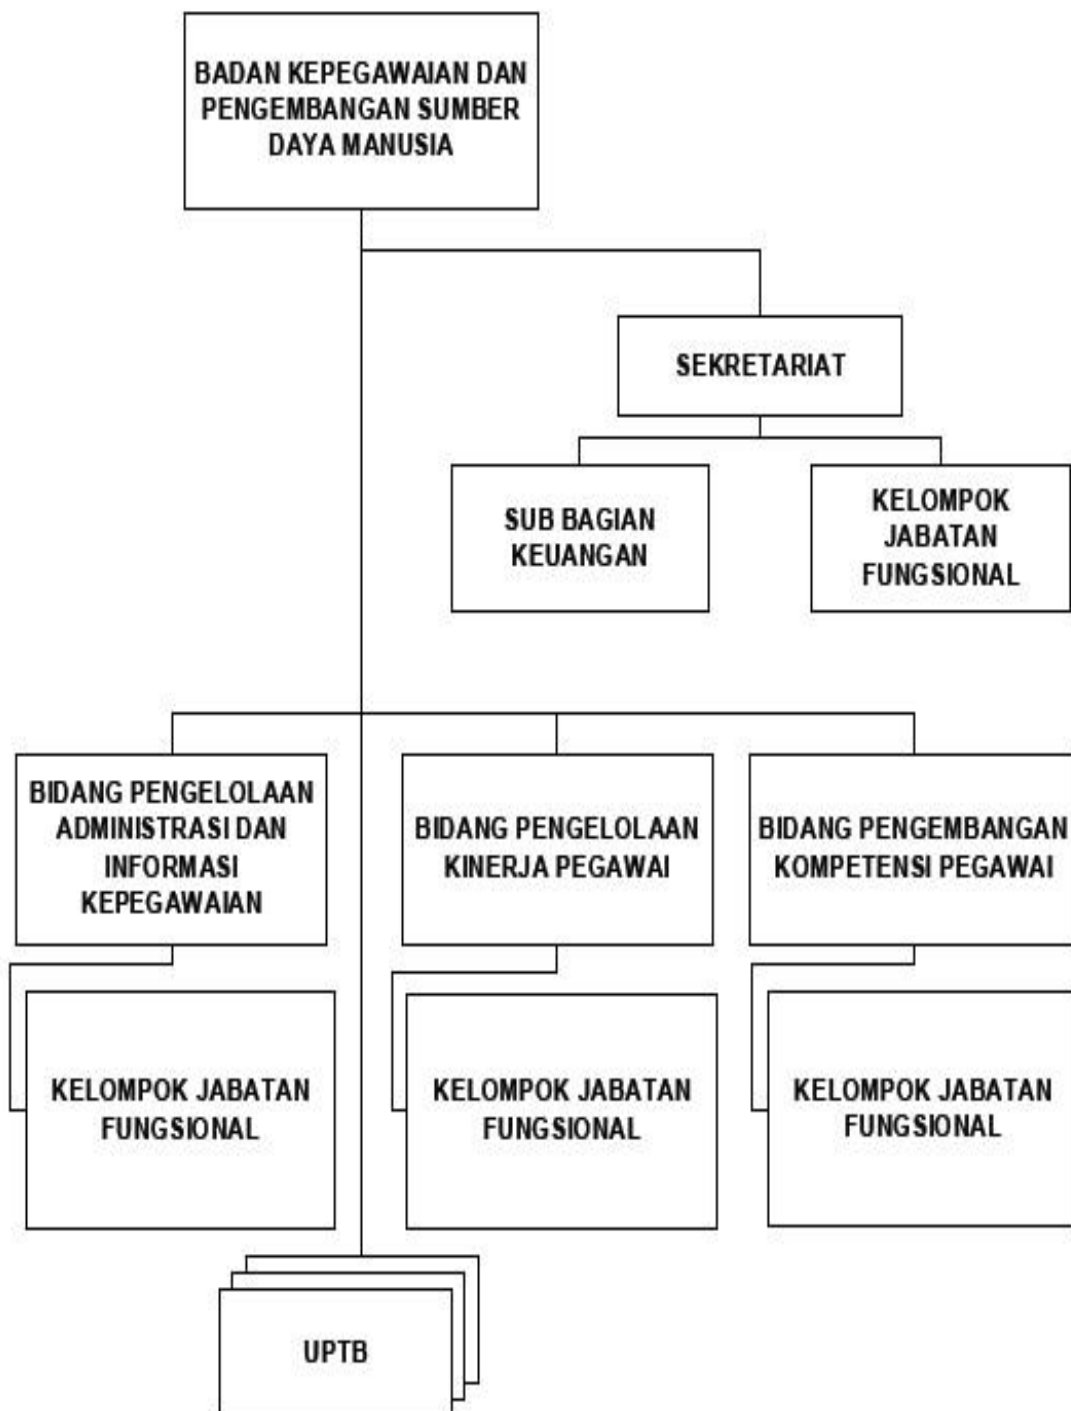 BADAN KEPEGAWAIAN DAN
PENGEMBANGAN SUMBER
DAYA MANUSIA
SEKRETARIAT
SUB BAGIAN
KEUANGAN
KELOMPOK
JABATAN
FUNGSIONAL
BIDANG PENGELOLAAN
ADMINISTRASI DAN
INFORMASI
KEPEGAWAIAN
BIDANG PENGELOLAAN
KINERJA PEGAWAI
BIDANG PENGEMBANGAN
KOMPETENSI PEGAWAI
KELOMPOK JABATAN
FUNGSIONAL
KELOMPOK JABATAN
FUNGSIONAL
KELOMPOK JABATAN
FUNGSIONAL
UPTB